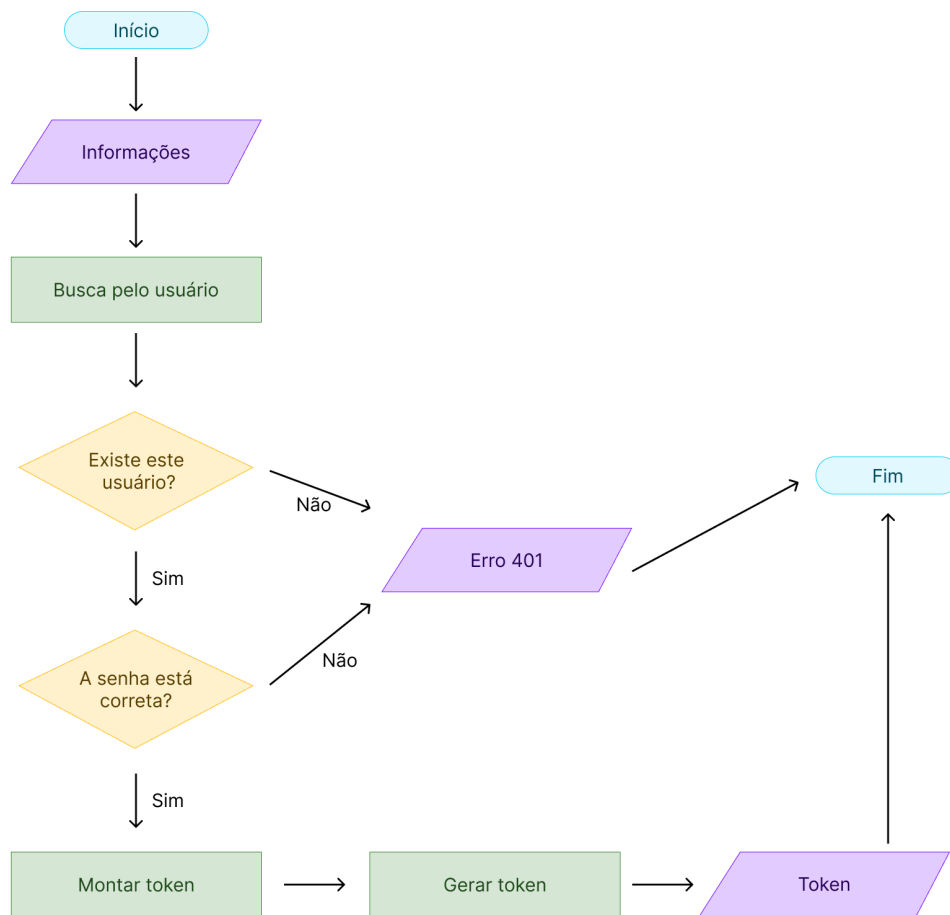 Início
Informações
Busca pelo usuário
Existe este
usuário?
Não
Fim
Erro 401
Sim
Não
A senha está
correta?
Sim
Montar token
Gerar token
Token